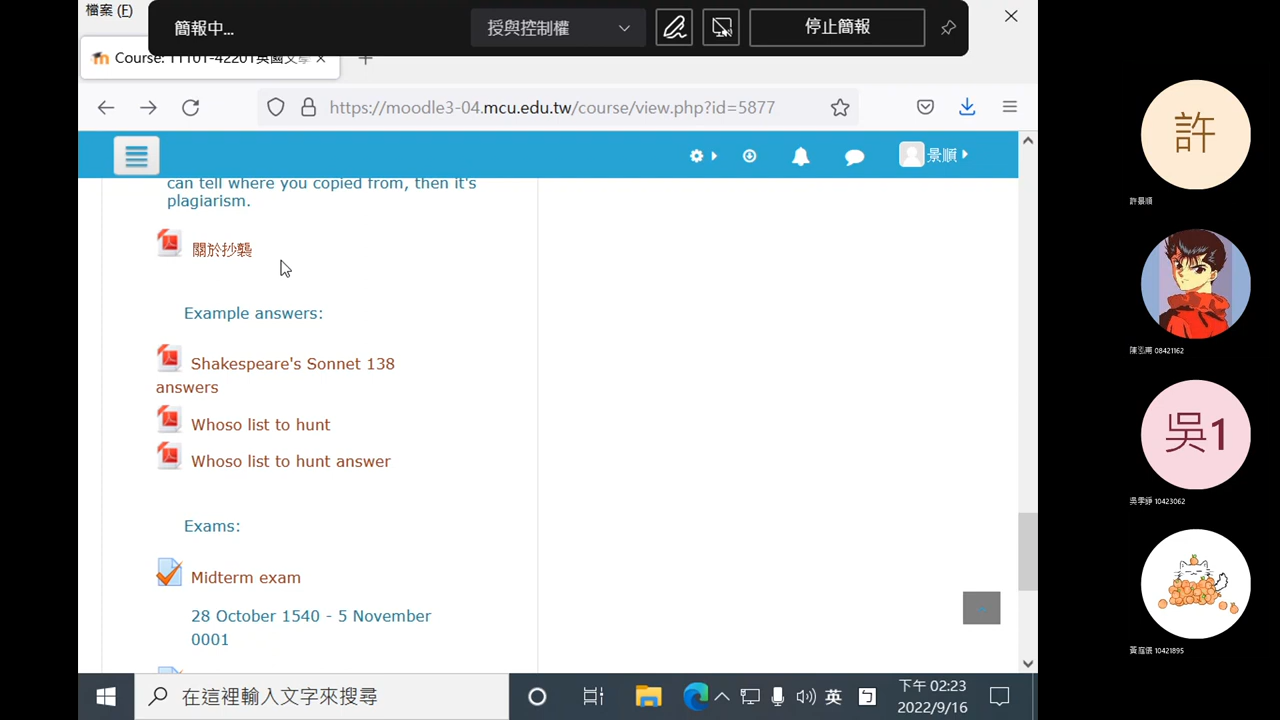 檔案 (F)
簡報中...
授與控制權
停止簡報
Course: 11101-42201英國文學
https://moodle3-04.mcu.edu.tw/course/view.php?id=5877
景順
can tell where you copied from, then it's
plagiarism.
關於抄襲
Example answers:
Shakespeare's Sonnet 138
answers
Whoso list to hunt
Whoso list to hunt answer
Exams:
Midterm exam
28 October 1540 - 5 November
0001
在這裡輸入文字來搜尋
英
下午 02:23
2022/9/16
許
許景順
08421162
吳1
10423062
10421895